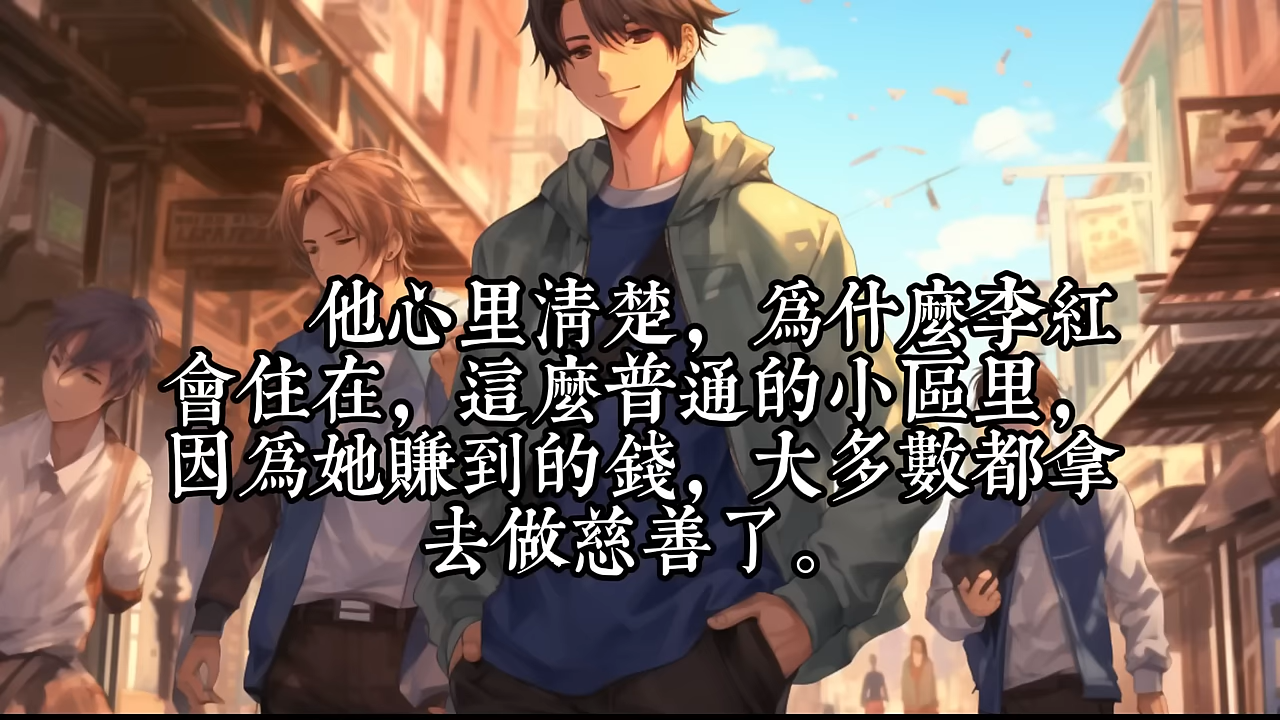 他心里清楚，爲什麼李紅
會住在，這麼普通的小區里，
因爲她賺到的錢，大多數都拿
去做慈善了。